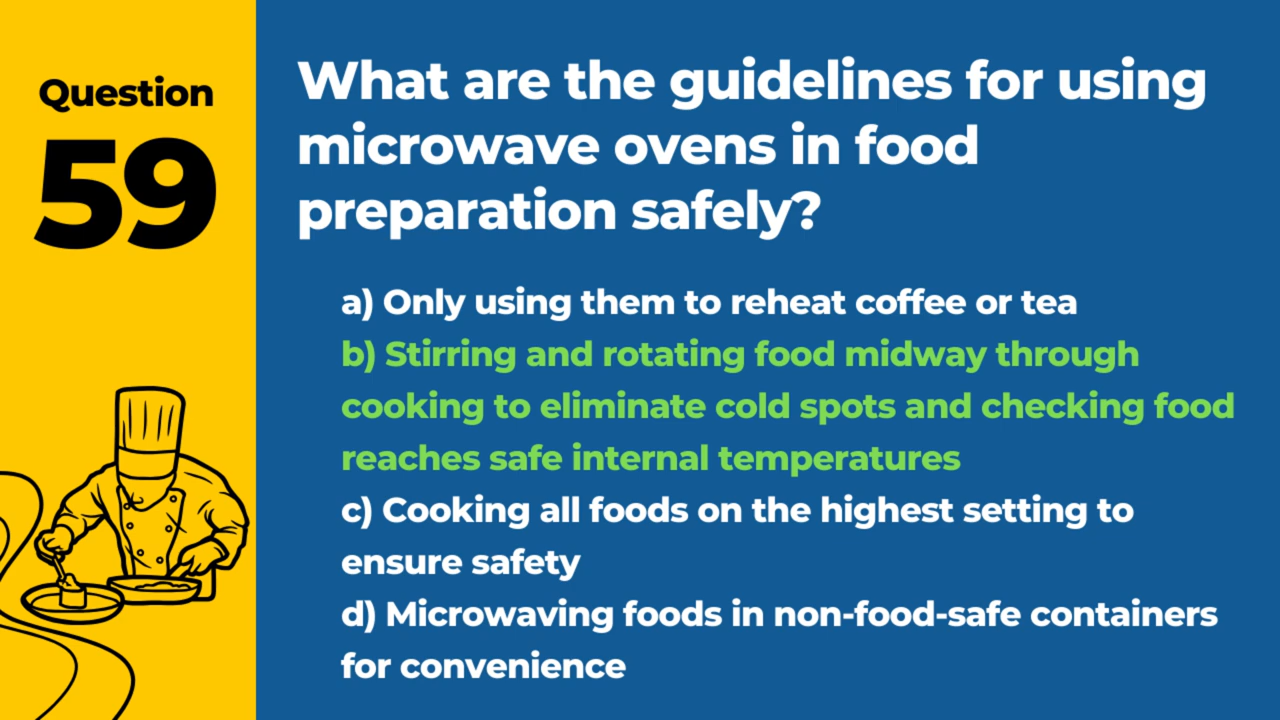 Question
59
What are the guidelines for using
microwave ovens in food
preparation safely?
a) Only using them to reheat coffee or tea
b) Stirring and rotating food midway through
cooking to eliminate cold spots and checking food
reaches safe internal temperatures
c) Cooking all foods on the highest setting to
ensure safety
d) Microwaving foods in non-food-safe containers
for convenience